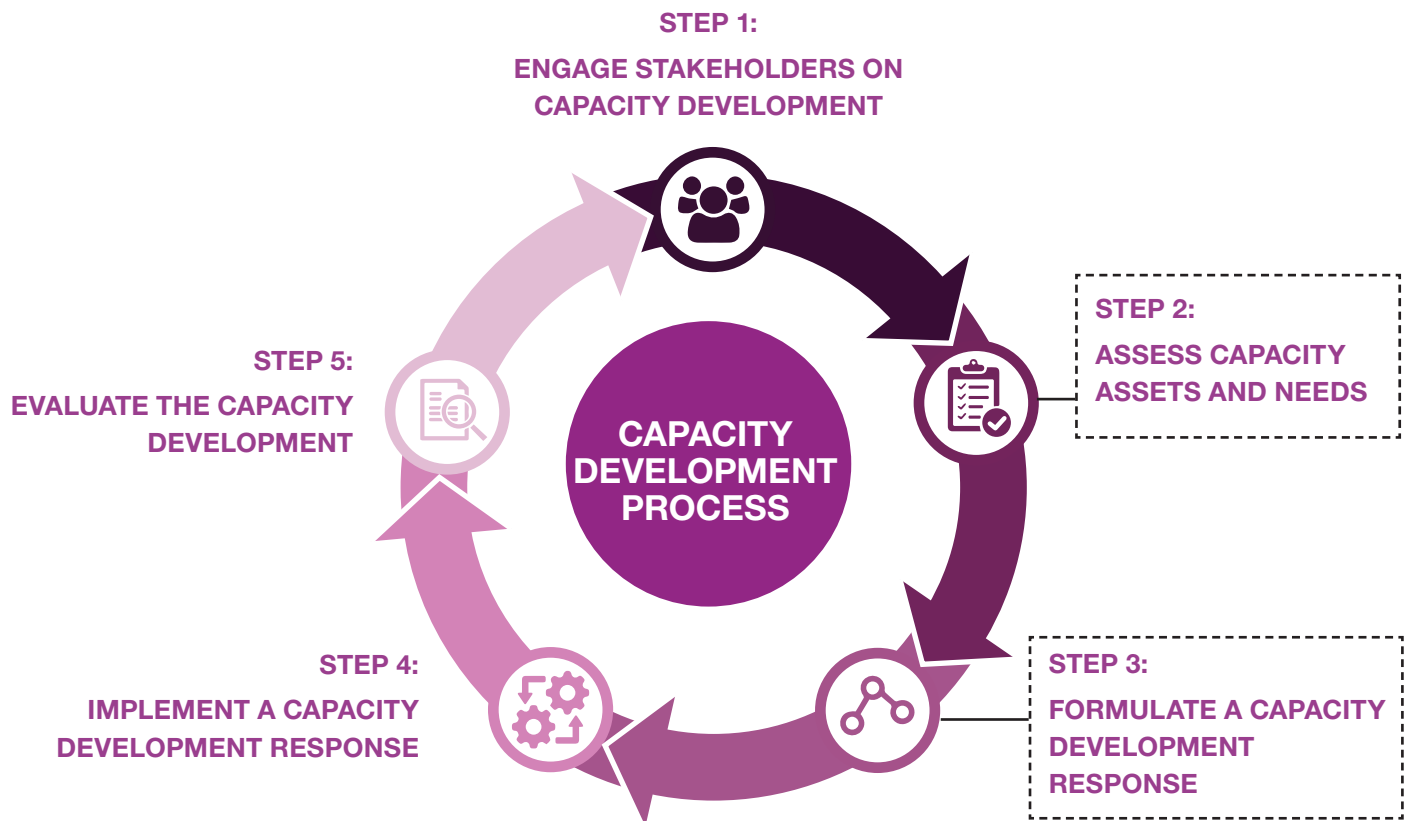 STEP 1:
ENGAGE STAKEHOLDERS ON
CAPACITY DEVELOPMENT
STEP 2:
ASSESS CAPACITY
ASSETS AND NEEDS
STEP 5:
EVALUATE THE CAPACITY
DEVELOPMENT
CAPACITY
DEVELOPMENT
PROCESS
STEP 4:
IMPLEMENT A CAPACITY
DEVELOPMENT RESPONSE
STEP 3:
FORMULATE A CAPACITY
DEVELOPMENT
RESPONSE